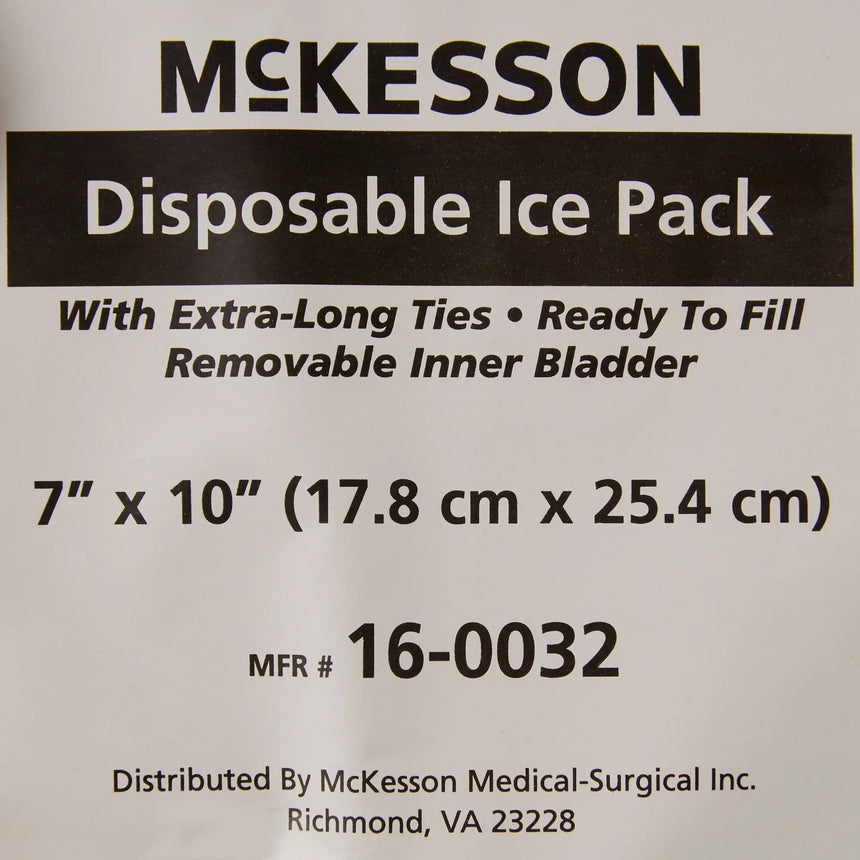 McKESSON
Disposable Ice Pack
With Extra-Long Ties • Ready To Fill
Removable Inner Bladder
7" x 10" (17.8 cm x 25.4 cm)
MFR # 16-0032
Distributed By McKesson Medical-Surgical Inc.
Richmond, VA 23228